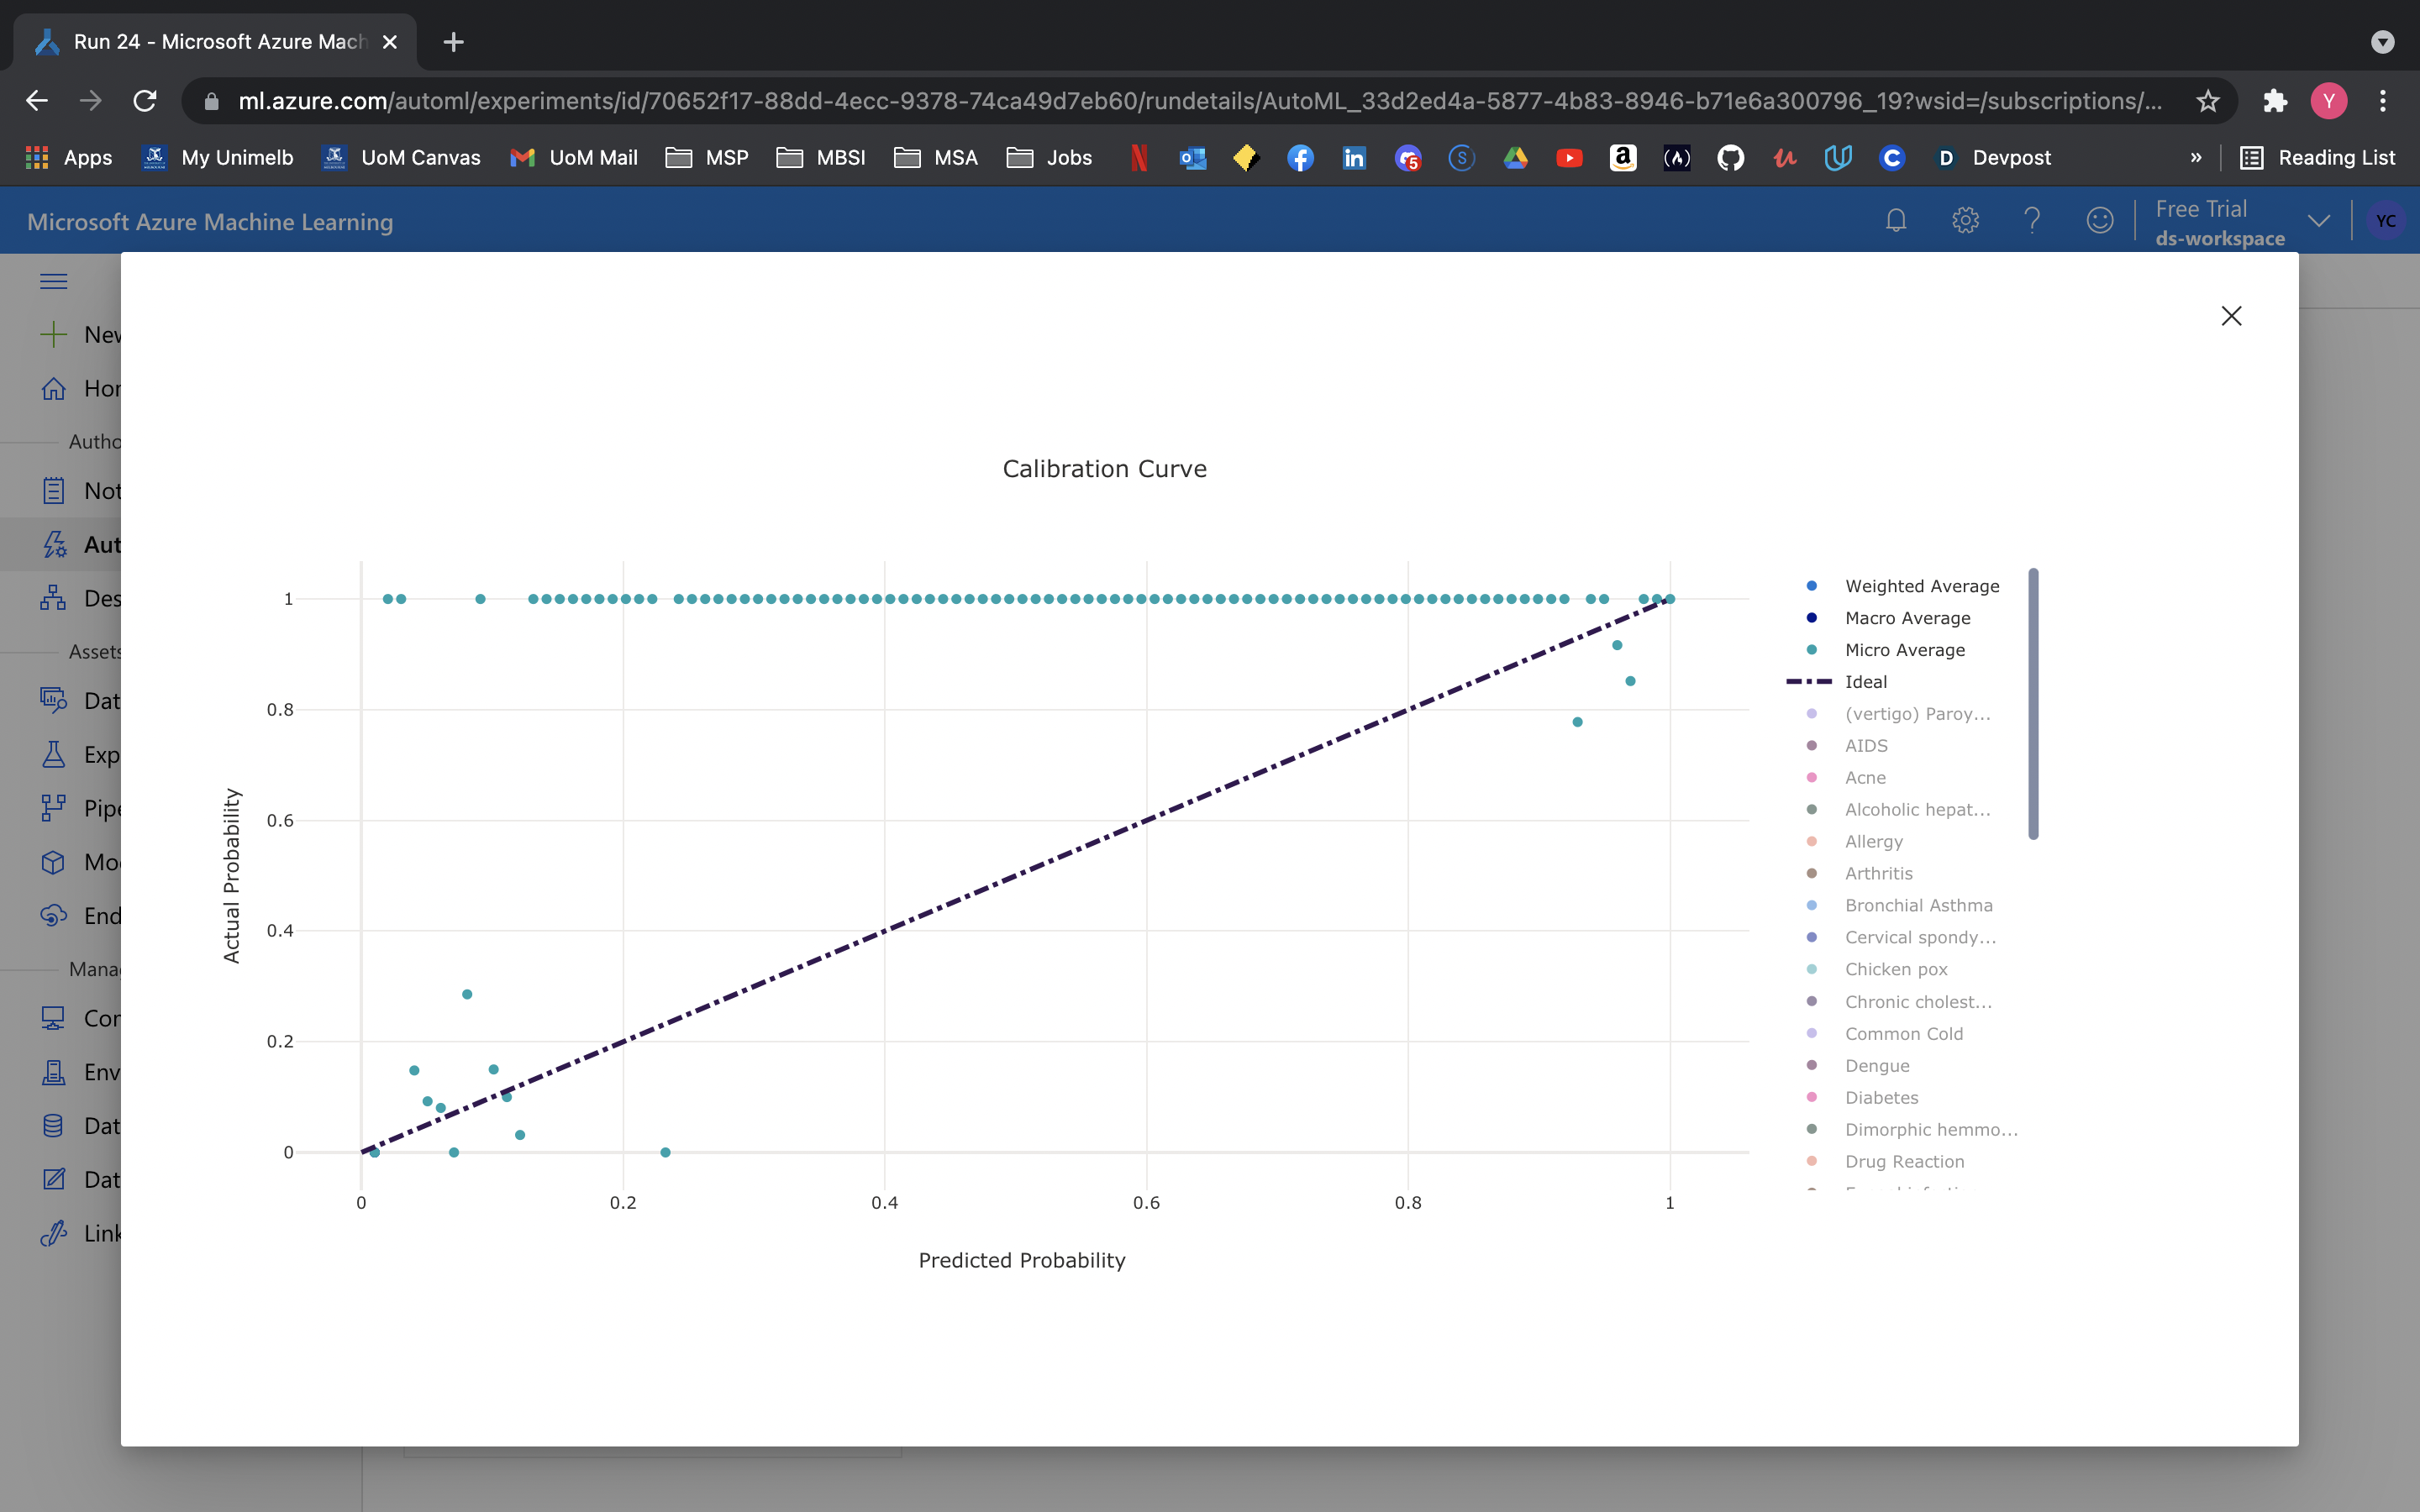 Run 24 - Microsoft Azure Mach
ml.azure.com/automl/experiments/id/70652f17-88dd-4ecc-9378-74ca49d7eb60/rundetails/AutoML_33d2ed4a-5877-4b83-8946-b71e6a300796_19?wsid=/subscriptions/...
Y
Apps My Unimelb UoM Canvas UoM Mail MSP MBSI MSA Jobs Devpost » Reading List
Microsoft Azure Machine Learning
Free Trial
ds-workspace
YC
New
Hor
Autho
Not
Aut
Des
Assets
Dat
Exp
Pipe
Mo
End
Mana
Con
Env
Dat
Dat
Link
Calibration Curve
Actual Probability
1
0.8
0.6
0.4
0.2
0
0 0.2 0.4 0.6 0.8 1
Predicted Probability
Weighted Average
Macro Average
Micro Average
Ideal
(vertigo) Paroy...
AIDS
Acne
Alcoholic hepat...
Allergy
Arthritis
Bronchial Asthma
Cervical spondy...
Chicken pox
Chronic cholest...
Common Cold
Dengue
Diabetes
Dimorphic hemmo...
Drug Reaction